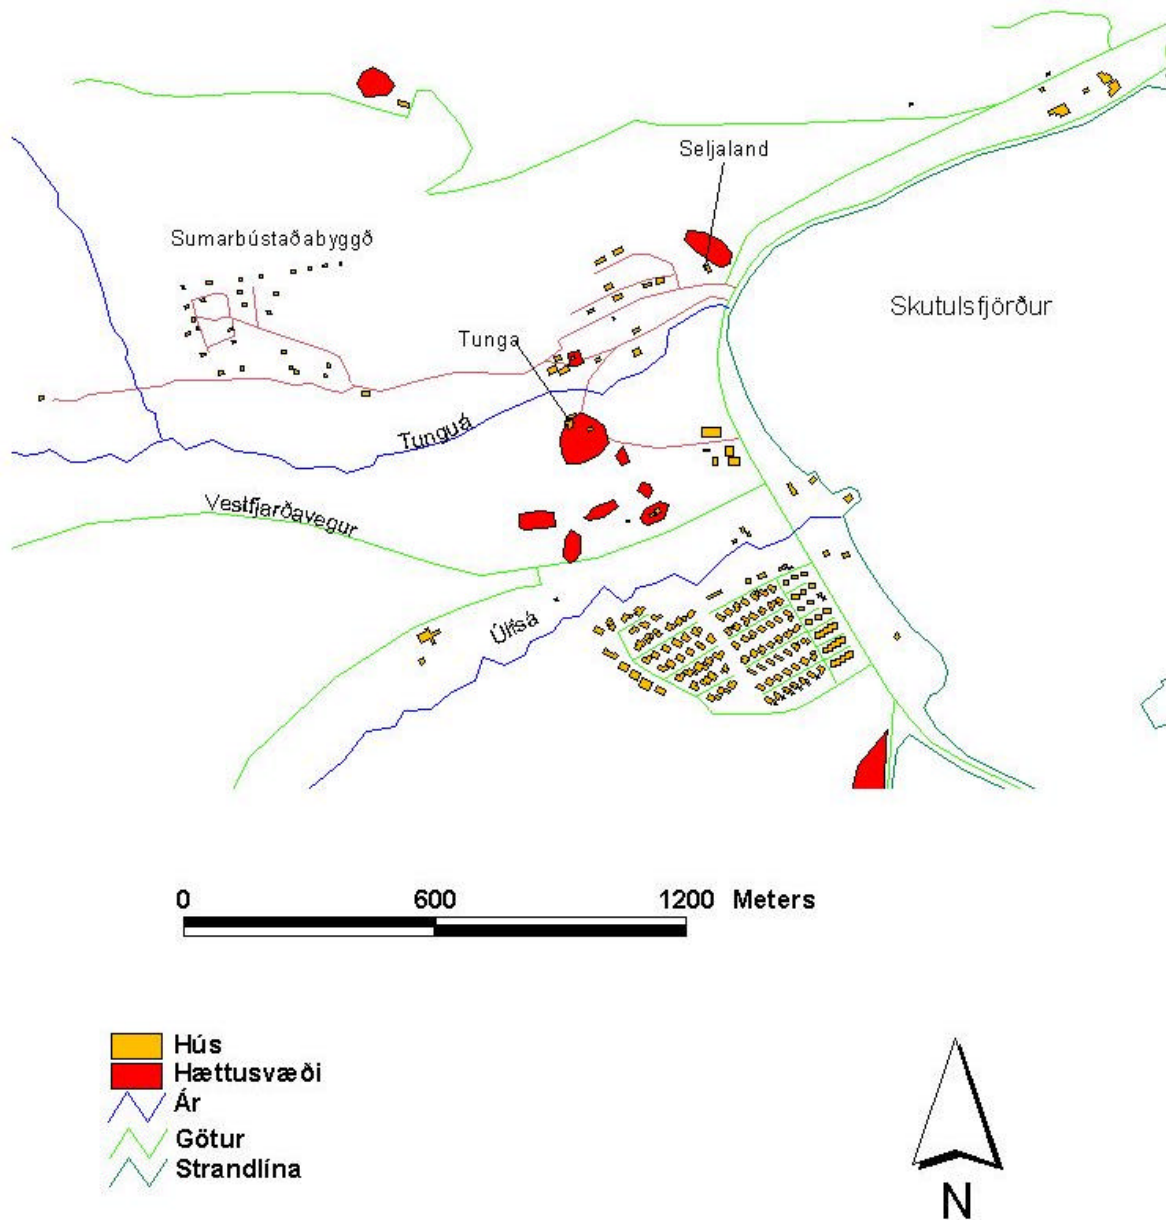 Seljaland
Sumarbústaðabyggð
Skutulsfjörður
Tunga
Tunguá
Vestfjarðavegur
Úlfsá
0 600 1200 Meters
Hús
Hættusvæði
Ár
Götur
Strandlína
N